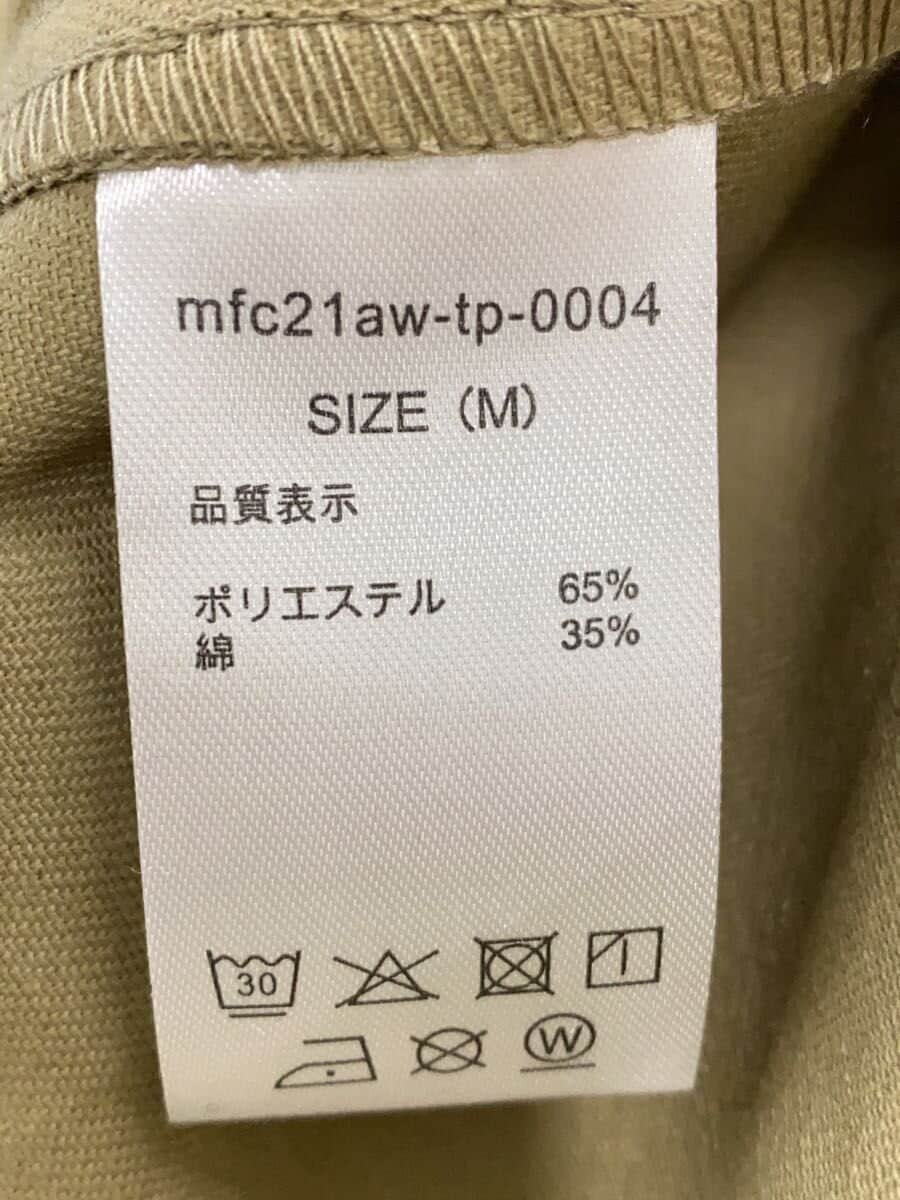 mfc21aw-tp-0004
SIZE（M）
品質表示
ポリエステル 65%
綿 35%
30
W